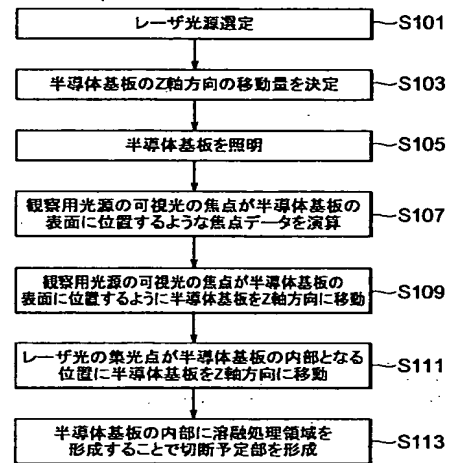 レーザ光源選定
S101
半導体基板のZ軸方向の移動量を決定
S103
半導体基板を照明
S105
観察用光源の可視光の焦点が半導体基板の
表面に位置するような焦点データを演算
S107
観察用光源の可視光の焦点が半導体基板の
表面に位置するように半導体基板をZ軸方向に移動
S109
レーザ光の集光点が半導体基板の内部となる
位置に半導体基板をZ軸方向に移動
S111
半導体基板の内部に溶融処理領域を
形成することで切断予定部を形成
S113